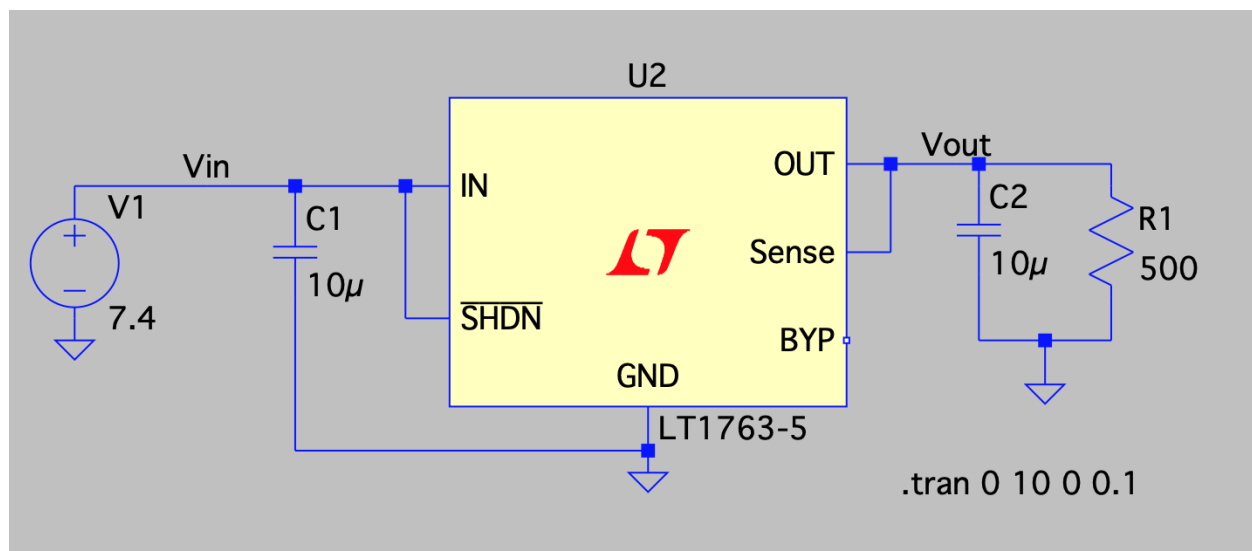 U2
Vin
V1
7.4
C1
10µ
IN
SHDN
OUT
Sense
BYP
GND
LT1763-5
Vout
C2
10µ
R1
500
.tran 0 10 0 0.1